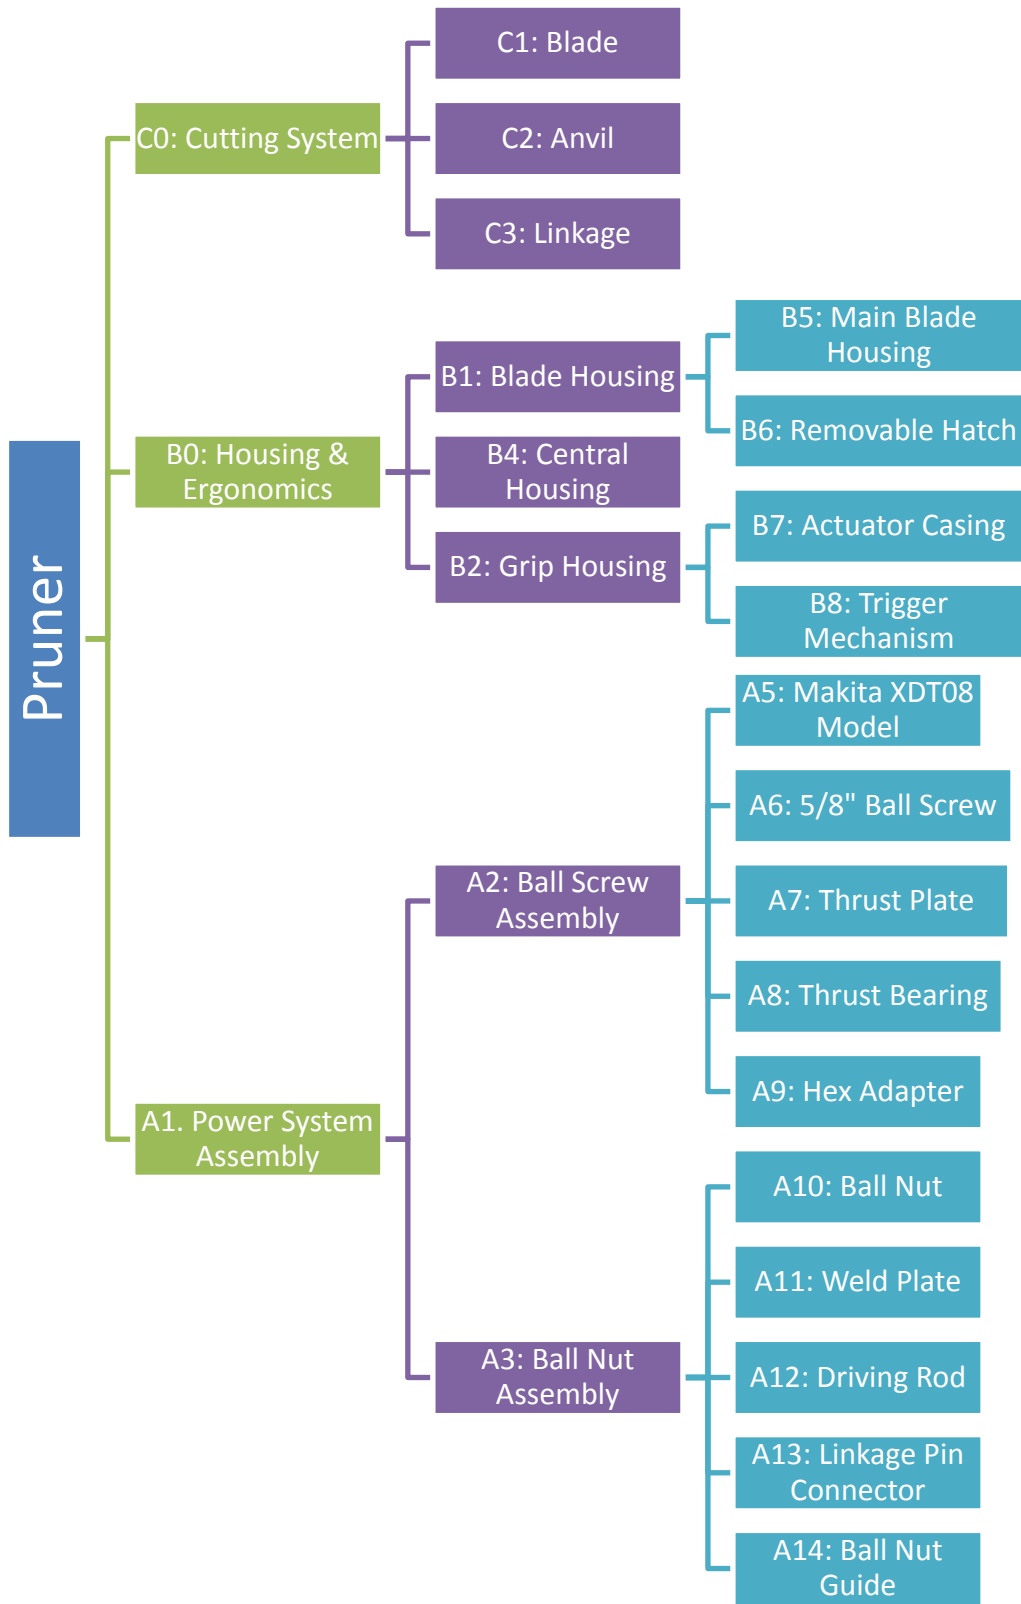 Pruner
C0: Cutting System
C1: Blade
C2: Anvil
C3: Linkage
B0: Housing &
Ergonomics
B1: Blade Housing
B5: Main Blade
Housing
B6: Removable Hatch
B4: Central
Housing
B2: Grip Housing
B7: Actuator Casing
B8: Trigger
Mechanism
A1. Power System
Assembly
A2: Ball Screw
Assembly
A5: Makita XDT08
Model
A6: 5/8" Ball Screw
A7: Thrust Plate
A8: Thrust Bearing
A9: Hex Adapter
A3: Ball Nut
Assembly
A10: Ball Nut
A11: Weld Plate
A12: Driving Rod
A13: Linkage Pin
Connector
A14: Ball Nut
Guide